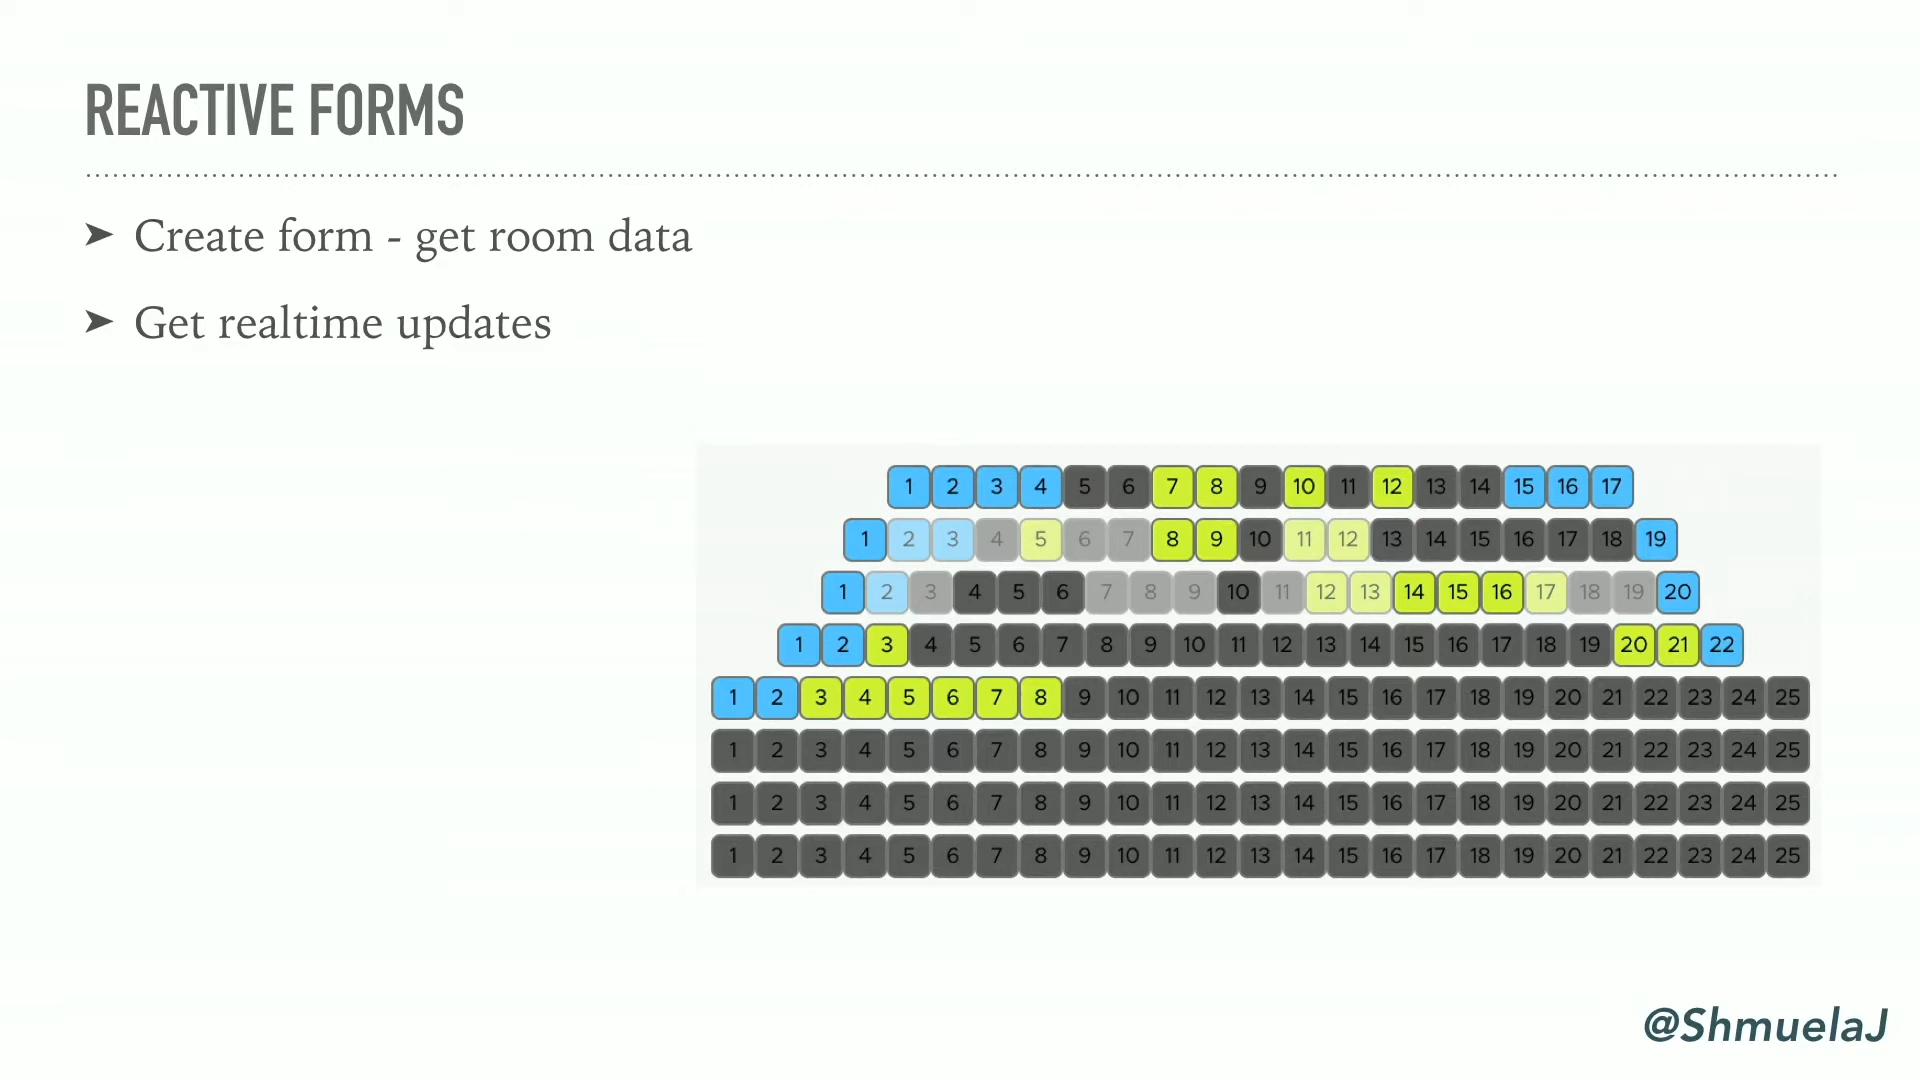 REACTIVE FORMS
➤ Create form - get room data
➤ Get realtime updates
1 2 3 4 5 6 7 8 9 10 11 12 13 14 15 16 17
1 2 3 4 5 6 7 8 9 10 11 12 13 14 15 16 17 18 19
1 2 3 4 5 6 7 8 9 10 11 12 13 14 15 16 17 18 19 20
1 2 3 4 5 6 7 8 9 10 11 12 13 14 15 16 17 18 19 20 21 22
1 2 3 4 5 6 7 8 9 10 11 12 13 14 15 16 17 18 19 20 21 22 23 24 25
1 2 3 4 5 6 7 8 9 10 11 12 13 14 15 16 17 18 19 20 21 22 23 24 25
1 2 3 4 5 6 7 8 9 10 11 12 13 14 15 16 17 18 19 20 21 22 23 24 25
1 2 3 4 5 6 7 8 9 10 11 12 13 14 15 16 17 18 19 20 21 22 23 24 25
@ShmuelaJ